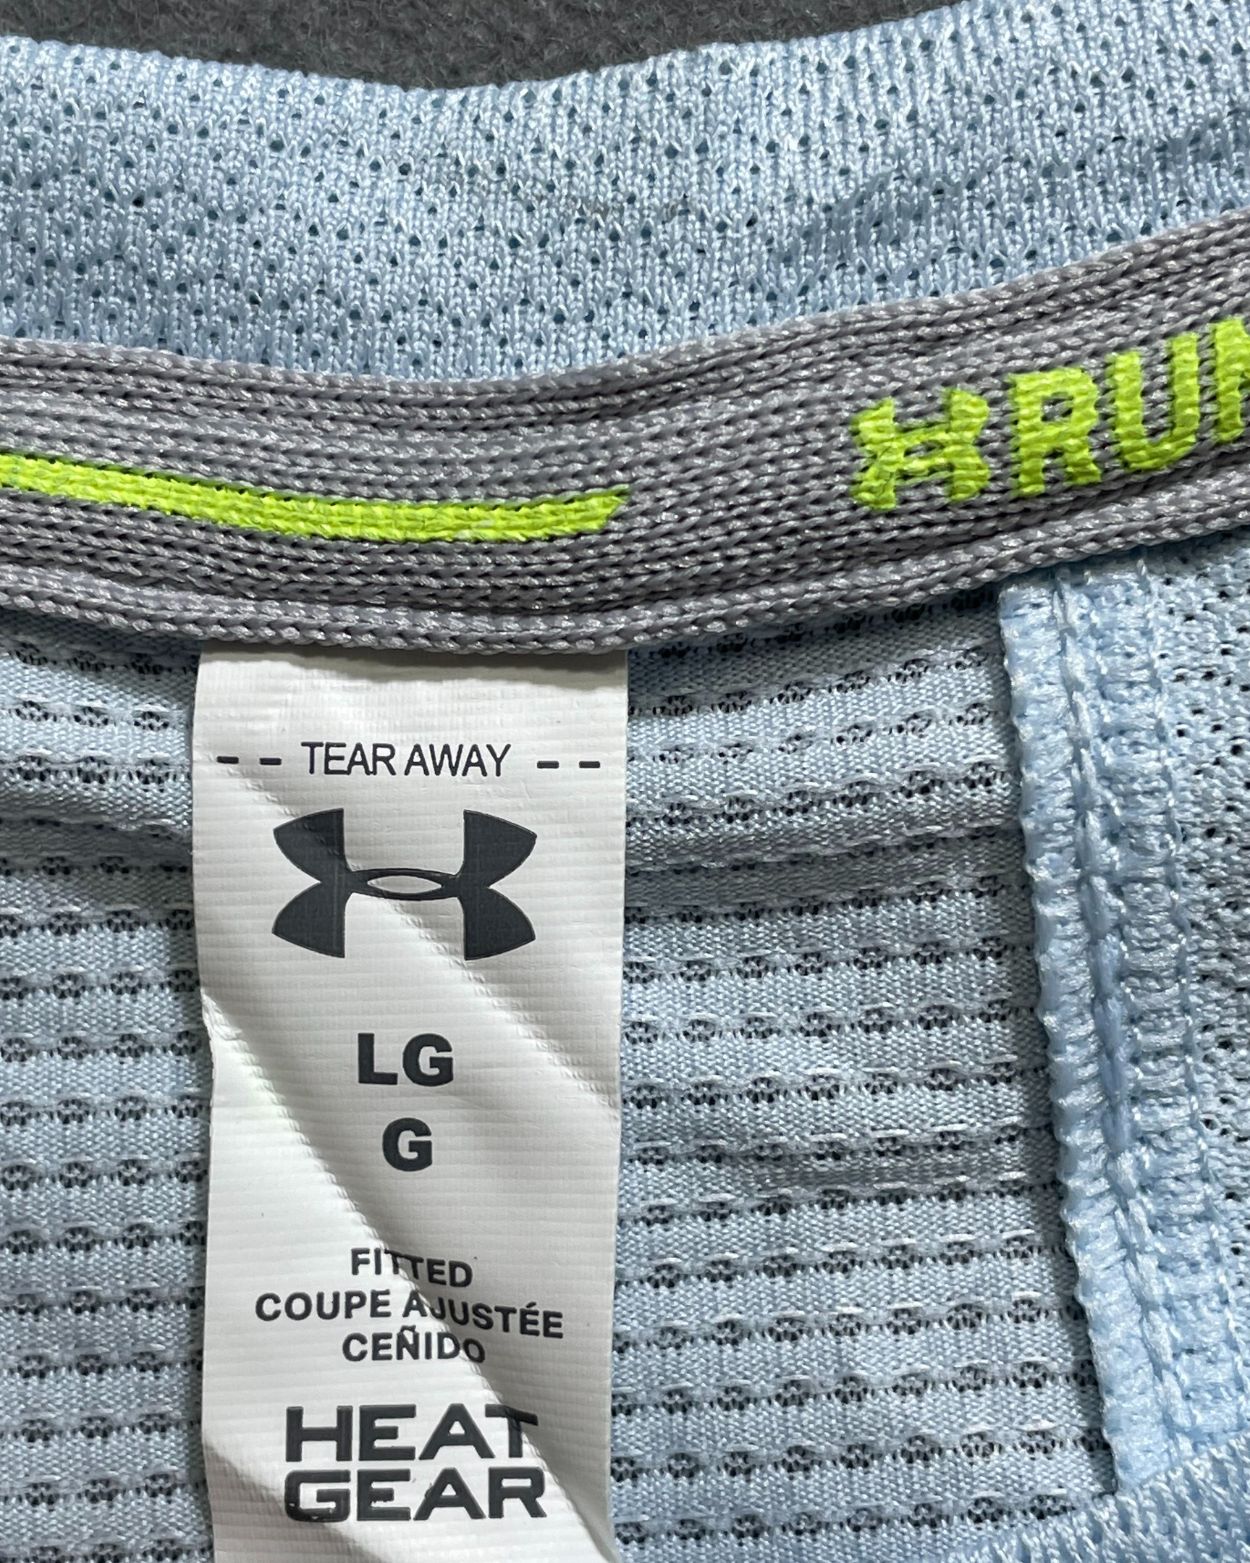 RUN
-- TEAR AWAY --
LG
G
FITTED
COUPE AJUSTÉE
CEÑIDO
HEAT
GEAR